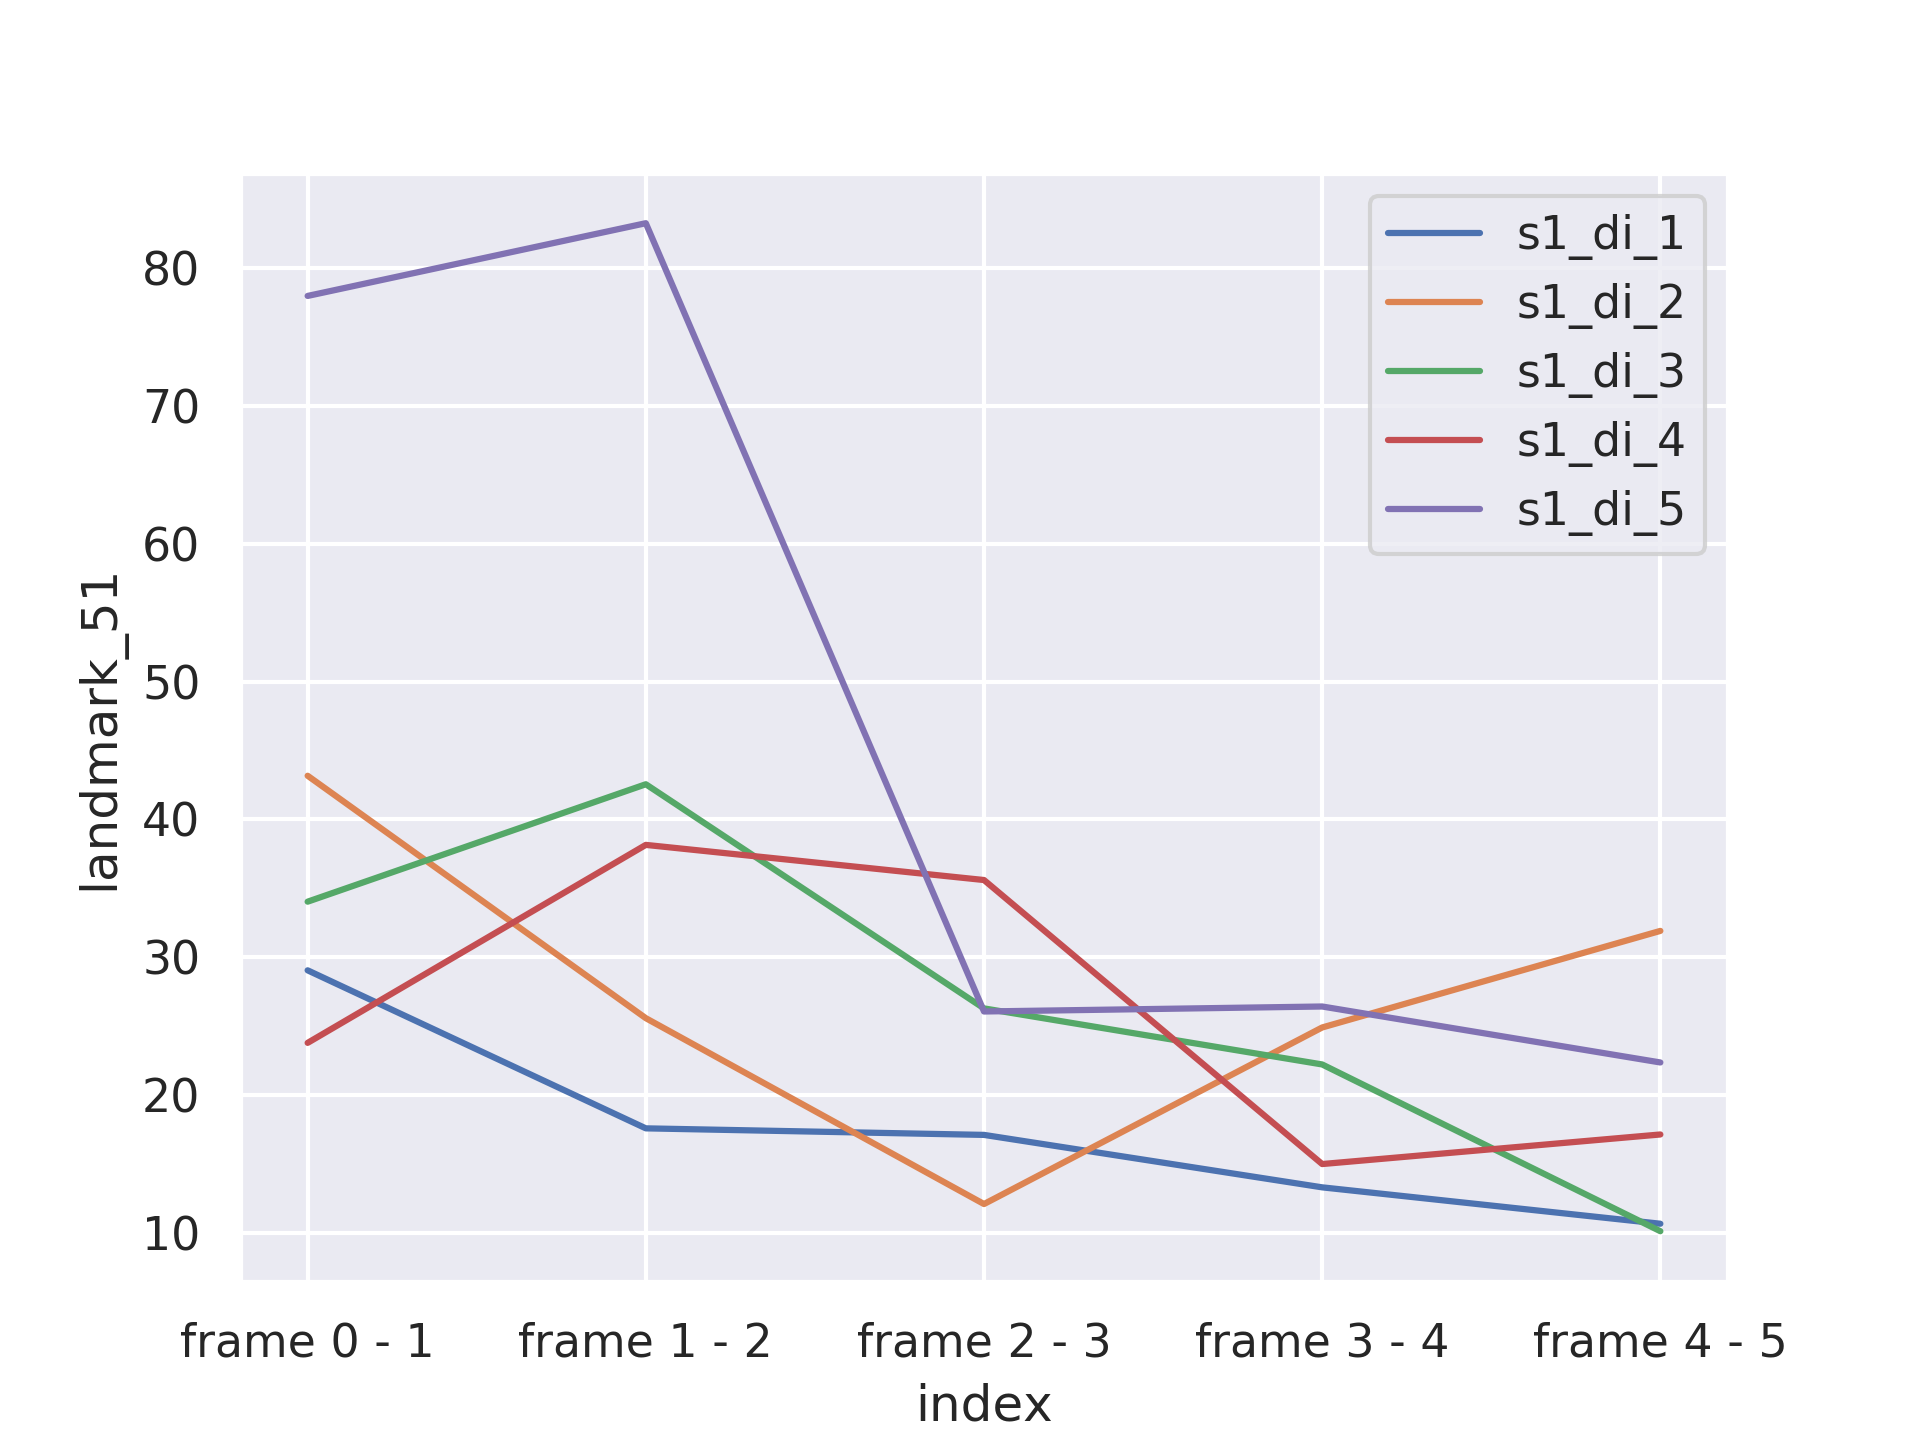 s1_di_1
s1_di_2
s1_di_3
s1_di_4
s1_di_5
landmark_51
80
70
60
50
40
30
20
10
frame 0 - 1
frame 1 - 2
frame 2 - 3
frame 3 - 4
frame 4 - 5
index